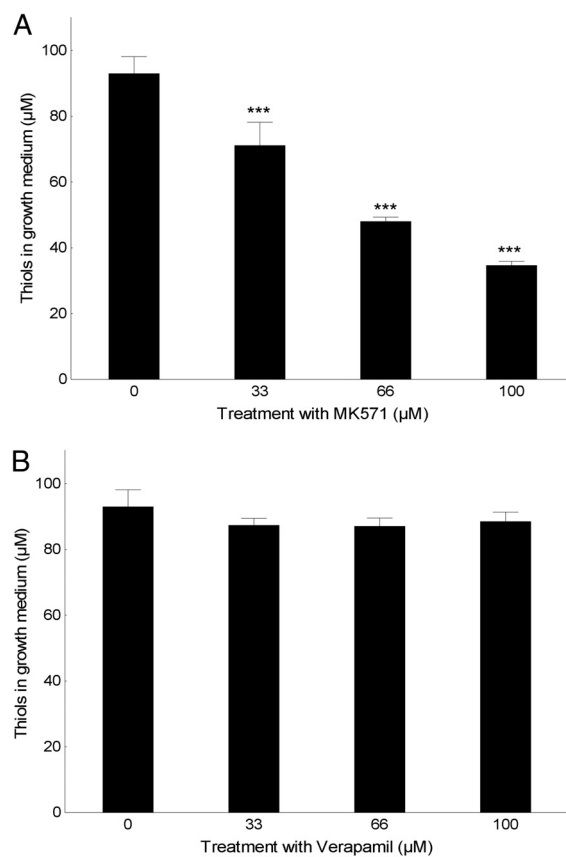 A
Thiols in growth medium (µM)
100
80
60
40
20
0
***
***
***
0 33 66 100
Treatment with MK571 (µM)
B
Thiols in growth medium (µM)
100
80
60
40
20
0
0 33 66 100
Treatment with Verapamil (µM)